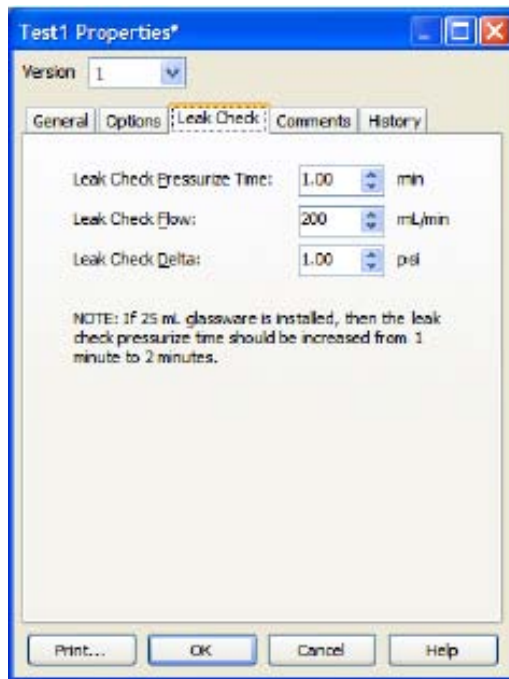 Test1 Properties*
Version 1
General Options Leak Check Comments History
Leak Check Pressurize Time: 1.00 min
Leak Check Flow: 200 mL/min
Leak Check Delta: 1.00 psi
NOTE: If 25 mL glassware is installed, then the leak
check pressurize time should be increased from 1
minute to 2 minutes.
Print... OK Cancel Help